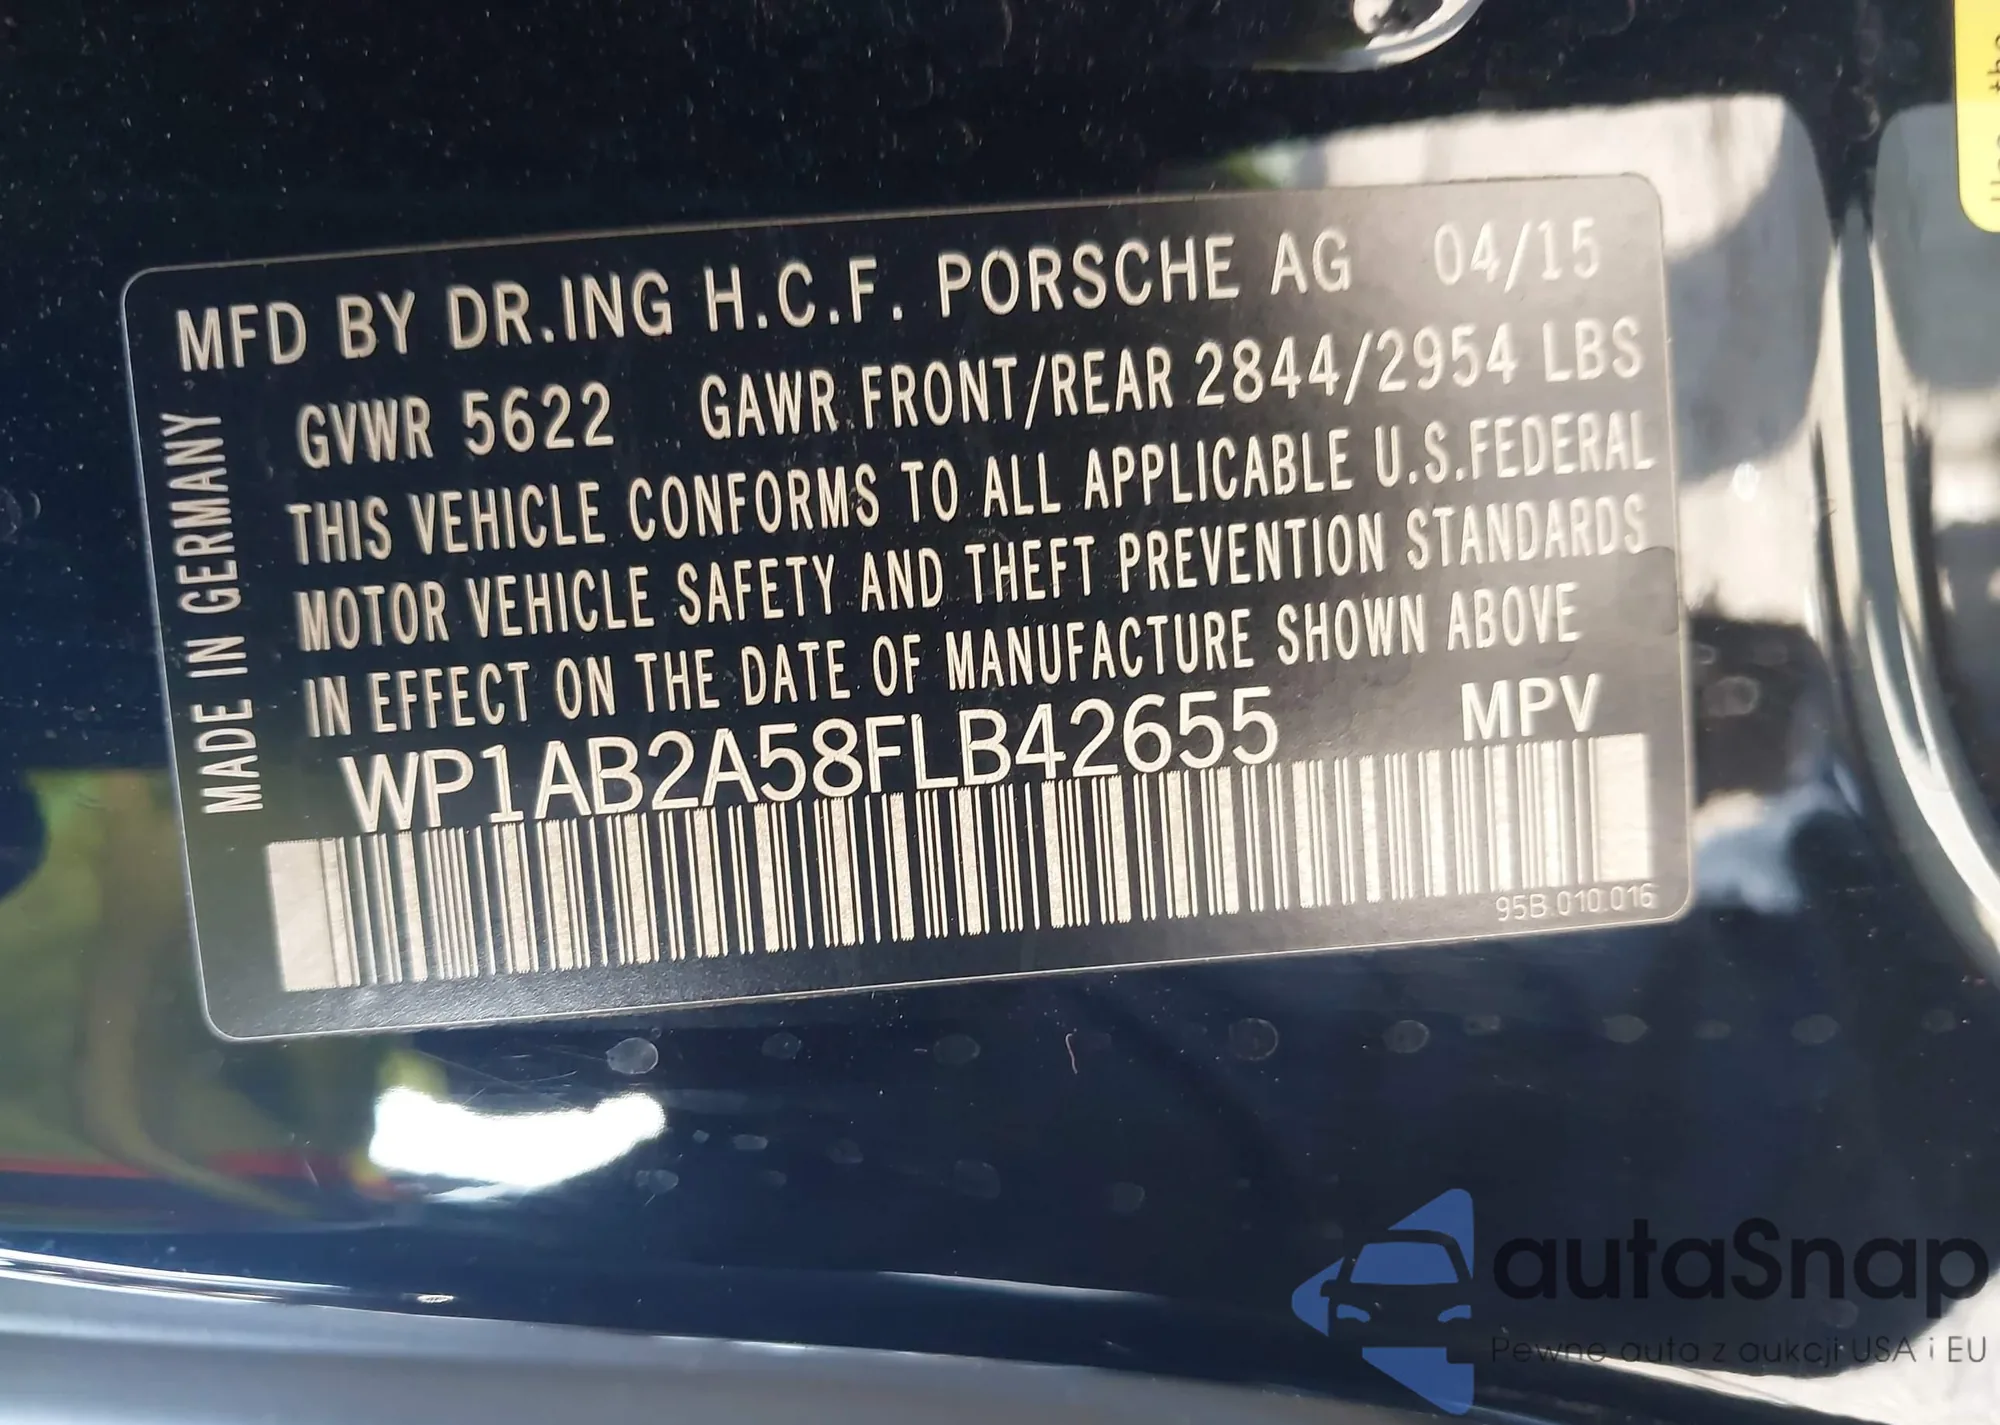 MFD BY DR.ING H.C.F. PORSCHE AG 04/15
GVWR 5622 GAWR FRONT/REAR 2844/2954 LBS
THIS VEHICLE CONFORMS TO ALL APPLICABLE U.S.FEDERAL
MOTOR VEHICLE SAFETY AND THEFT PREVENTION STANDARDS
IN EFFECT ON THE DATE OF MANUFACTURE SHOWN ABOVE
WP1AB2A58FLB42655 MPV
95B.010.016
MADE IN GERMANY
the
autaSnap
Pewne auta z aukcji USA i EU